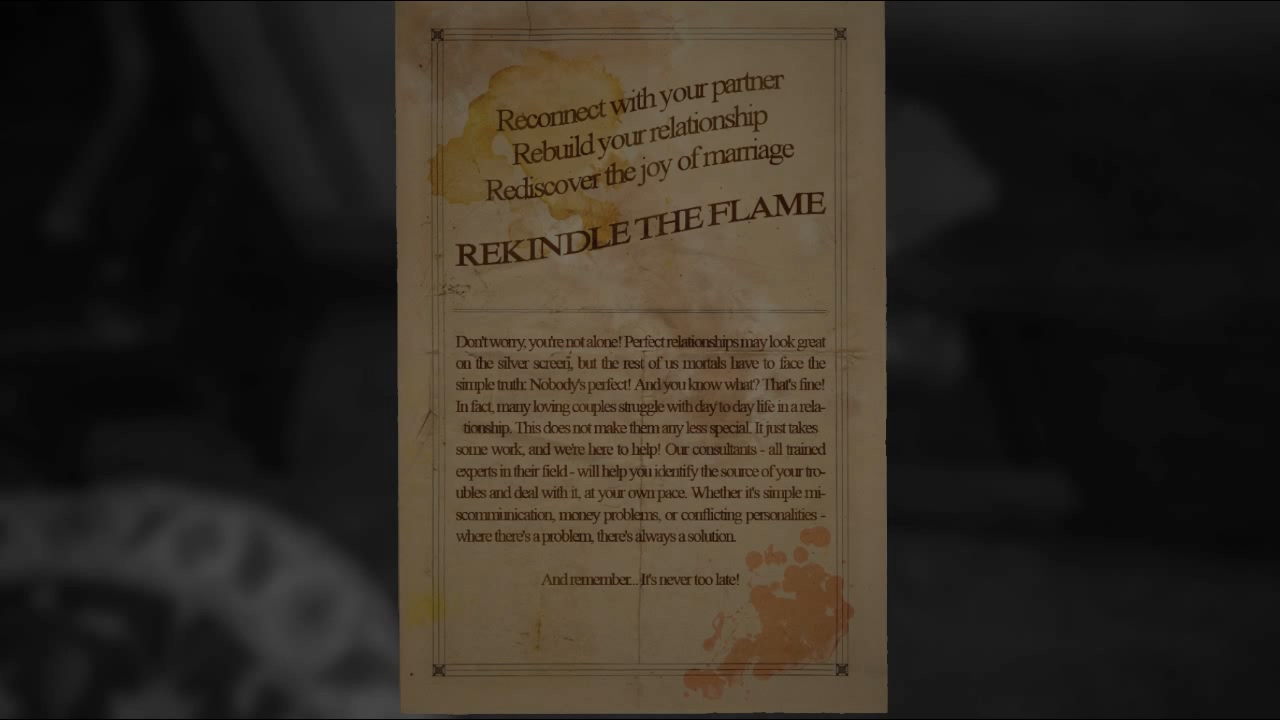 Reconnect with your partner
Rebuild your relationship
Rediscover the joy of marriage
REKINDLE THE FLAME
Don't worry, you're not alone! Perfect relationships may look great
on the silver screen, but the rest of us mortals have to face the
simple truth: Nobody's perfect! And you know what? That's fine!
In fact, many loving couples struggle with day to day life in a rela-
tionship. This does not make them any less special. It just takes
some work, and we're here to help! Our consultants - all trained
experts in their field - will help you identify the source of your tro-
ubles and deal with it, at your own pace. Whether it's simple mi-
scommunication, money problems, or conflicting personalities -
where there's a problem, there's always a solution.
And remember... It's never too late!